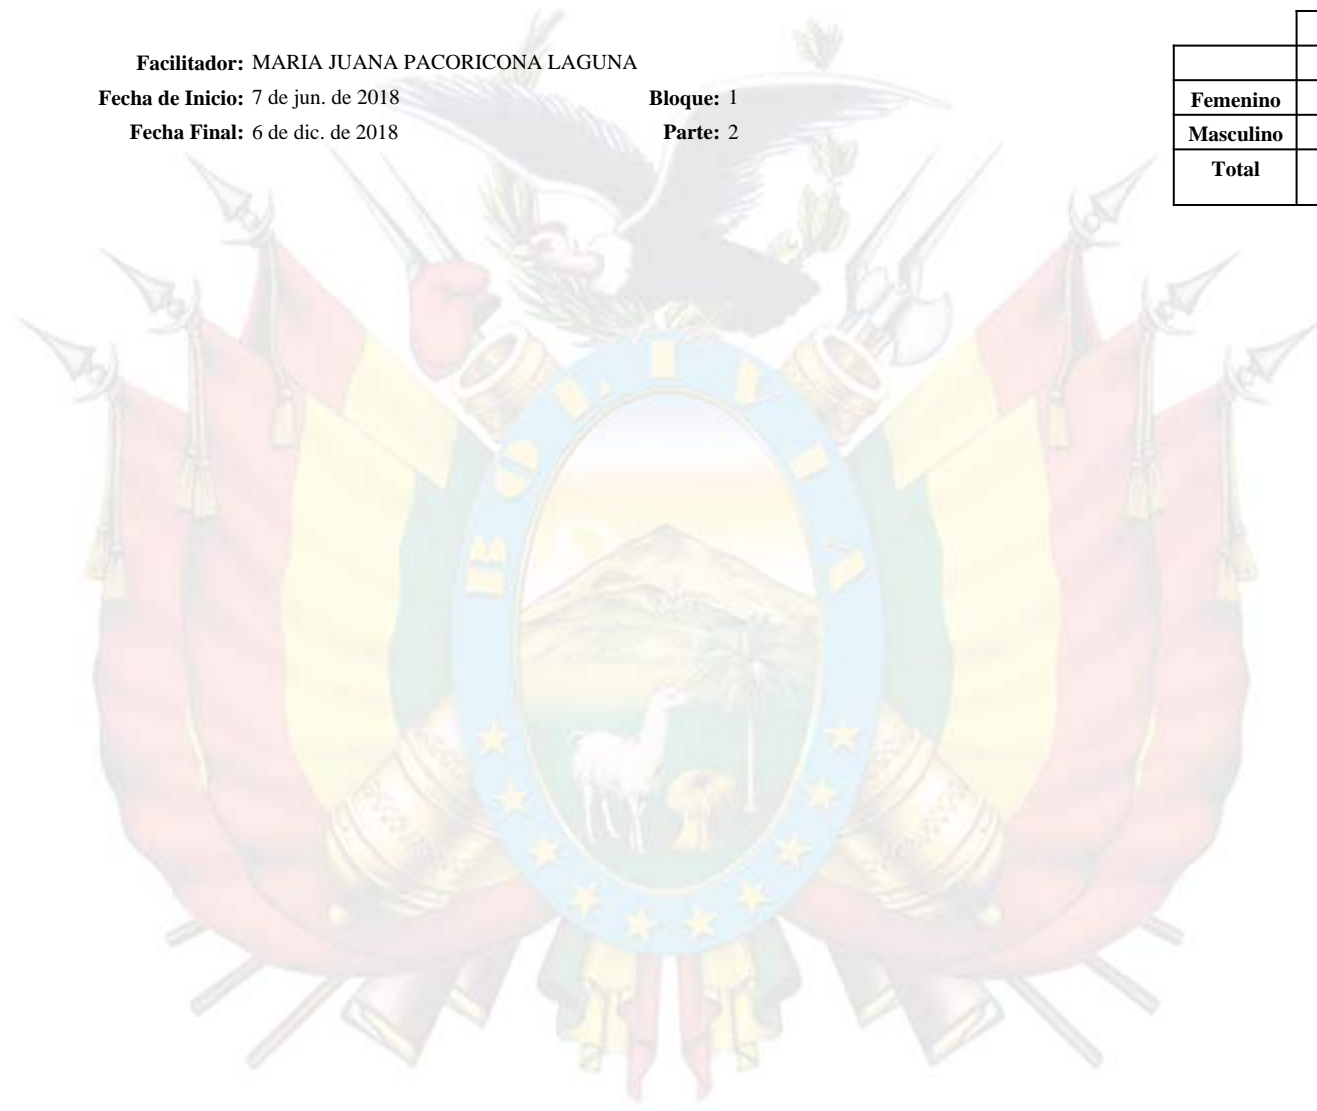 Facilitador: MARIA JUANA PACORICONA LAGUNA
Fecha de Inicio: 7 de jun. de 2018 Bloque: 1
Fecha Final: 6 de dic. de 2018 Parte: 2
Femenino
Masculino
Total
BOLIVIA